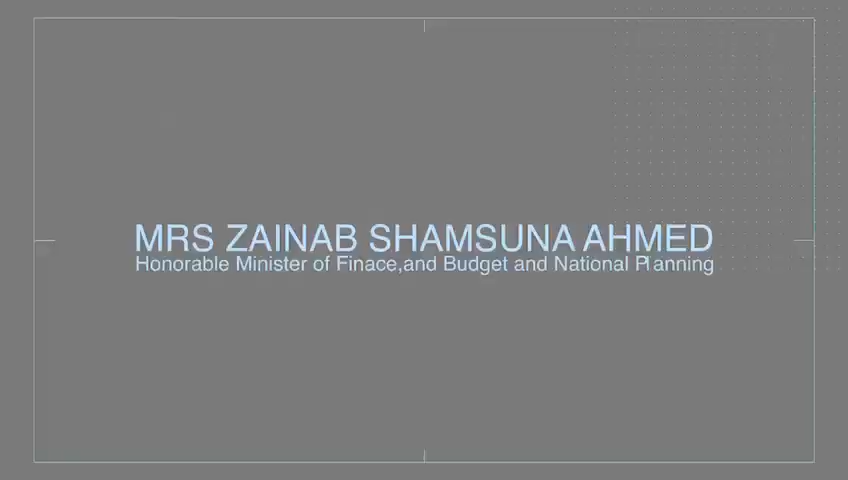 MRS ZAINAB SHAMSUNA AHMED
Honorable Minister of Finace,and Budget and National Planning